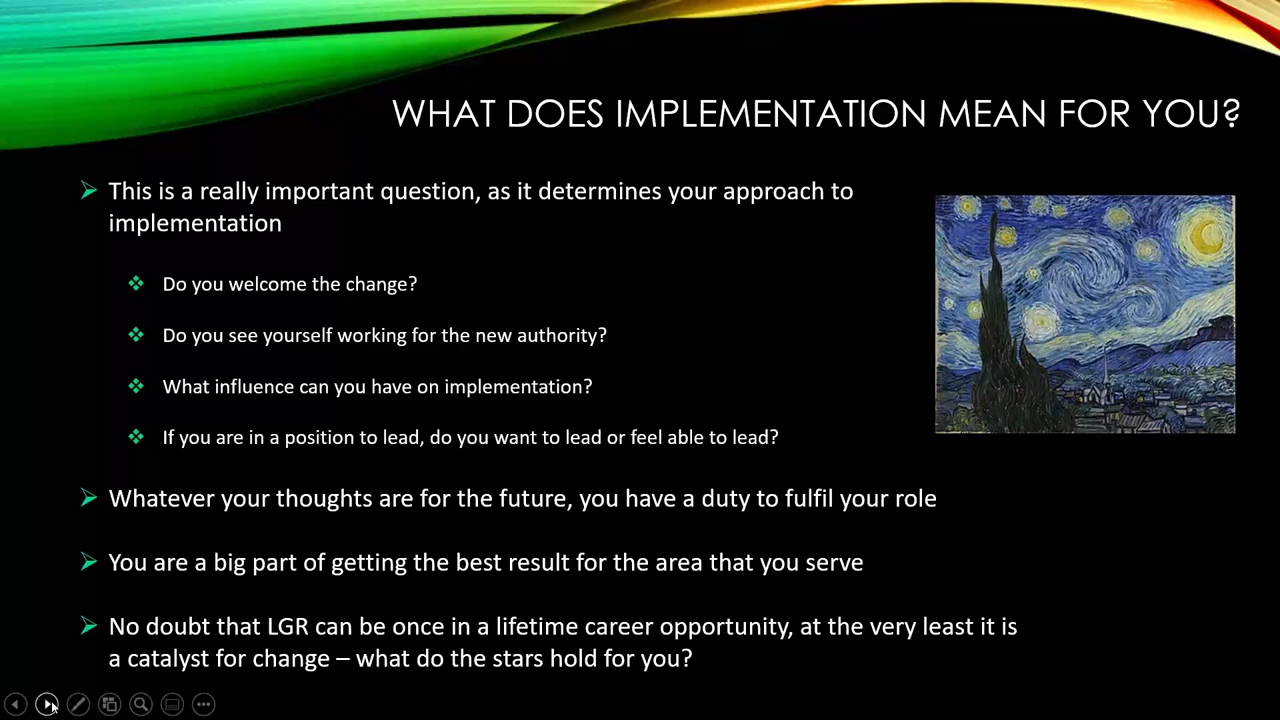 WHAT DOES IMPLEMENTATION MEAN FOR YOU?
This is a really important question, as it determines your approach to
implementation
Do you welcome the change?
Do you see yourself working for the new authority?
What influence can you have on implementation?
If you are in a position to lead, do you want to lead or feel able to lead?
Whatever your thoughts are for the future, you have a duty to fulfil your role
You are a big part of getting the best result for the area that you serve
No doubt that LGR can be once in a lifetime career opportunity, at the very least it is
a catalyst for change – what do the stars hold for you?